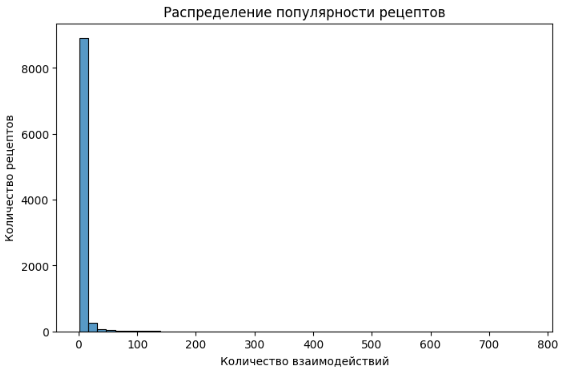 Распределение популярности рецептов
Количество рецептов
8000
6000
4000
2000
0
0 100 200 300 400 500 600 700 800
Количество взаимодействий